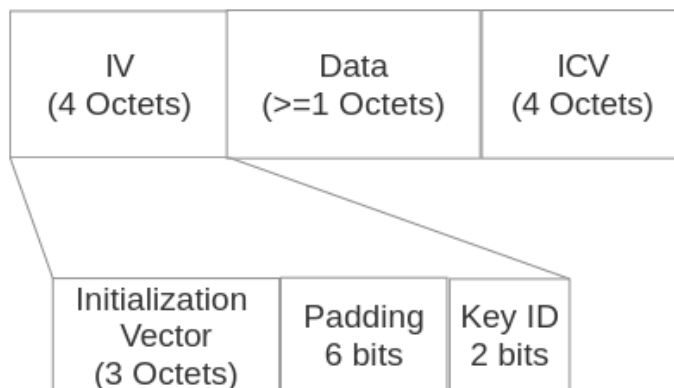 IV
(4 Octets)
Data
(>=1 Octets)
ICV
(4 Octets)
Initialization
Vector
(3 Octets)
Padding
6 bits
Key ID
2 bits